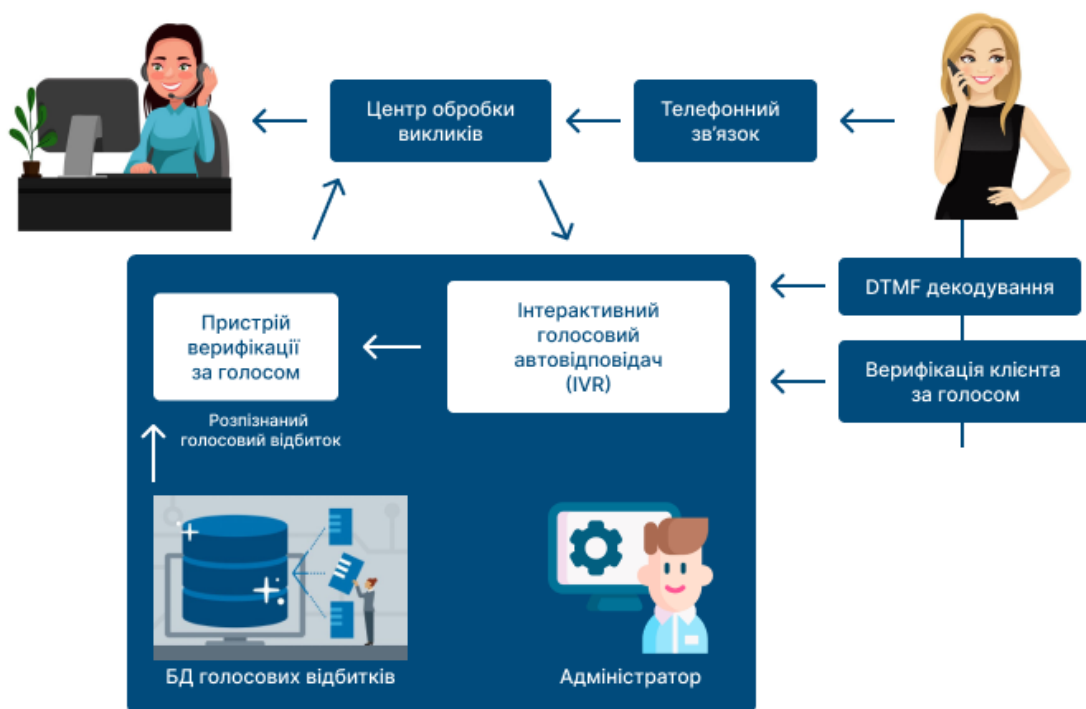 Центр обробки
викликів
Телефонний
зв'язок
DTMF декодування
Верифікація клієнта
за голосом
Інтерактивний
голосовий
автовідповідач
(IVR)
Пристрій
верифікації
за голосом
Розпізнаний
голосовий відбиток
БД голосових відбитків
Адміністратор